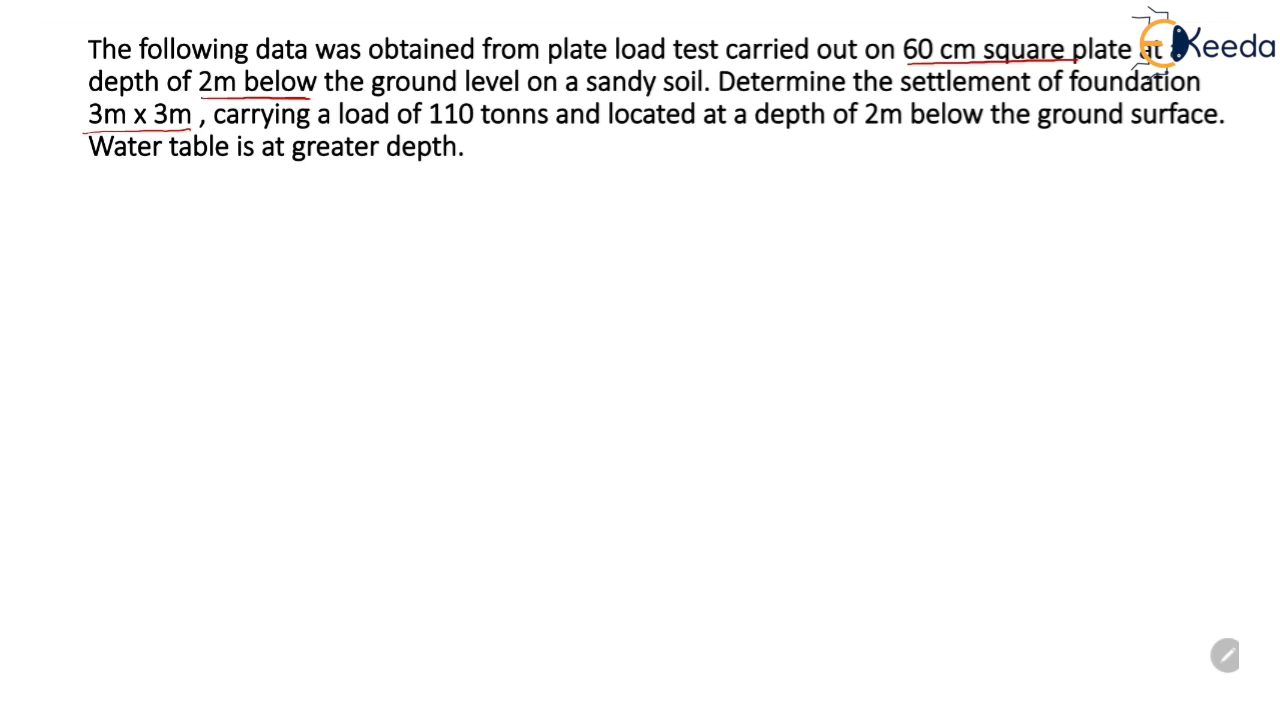 The following data was obtained from plate load test carried out on 60 cm square plate at
depth of 2m below the ground level on a sandy soil. Determine the settlement of foundation
3m x 3m , carrying a load of 110 tonns and located at a depth of 2m below the ground surface.
Water table is at greater depth.
EKeeda